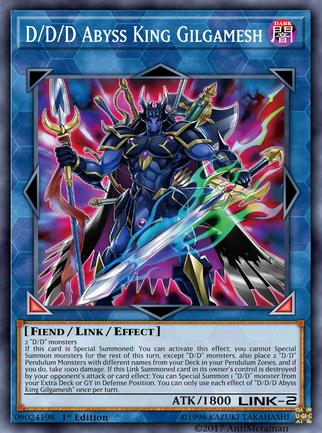 D/D/D Abyss King Gilgamesh
DARK
闇
[Fiend / Link / Effect]
2 "D/D" monsters
If this card is Special Summoned: You can activate this effect; you cannot Special
Summon monsters for the rest of this turn, except "D/D" monsters, also place 2 "D/D"
Pendulum Monsters with different names from your Deck in your Pendulum Zones, and if
you do, take 1000 damage. If this Link Summoned card in its owner's control is destroyed
by your opponent's attack or card effect: You can Special Summon 1 "D/D" monster from
your Extra Deck or GY in Defense Position. You can only use each effect of "D/D/D Abyss
King Gilgamesh" once per turn.
ATK/1800 LINK-2
09024198 1st Edition ©1996 KAZUKI TAKAHASHI
©2017 AntiMetaman